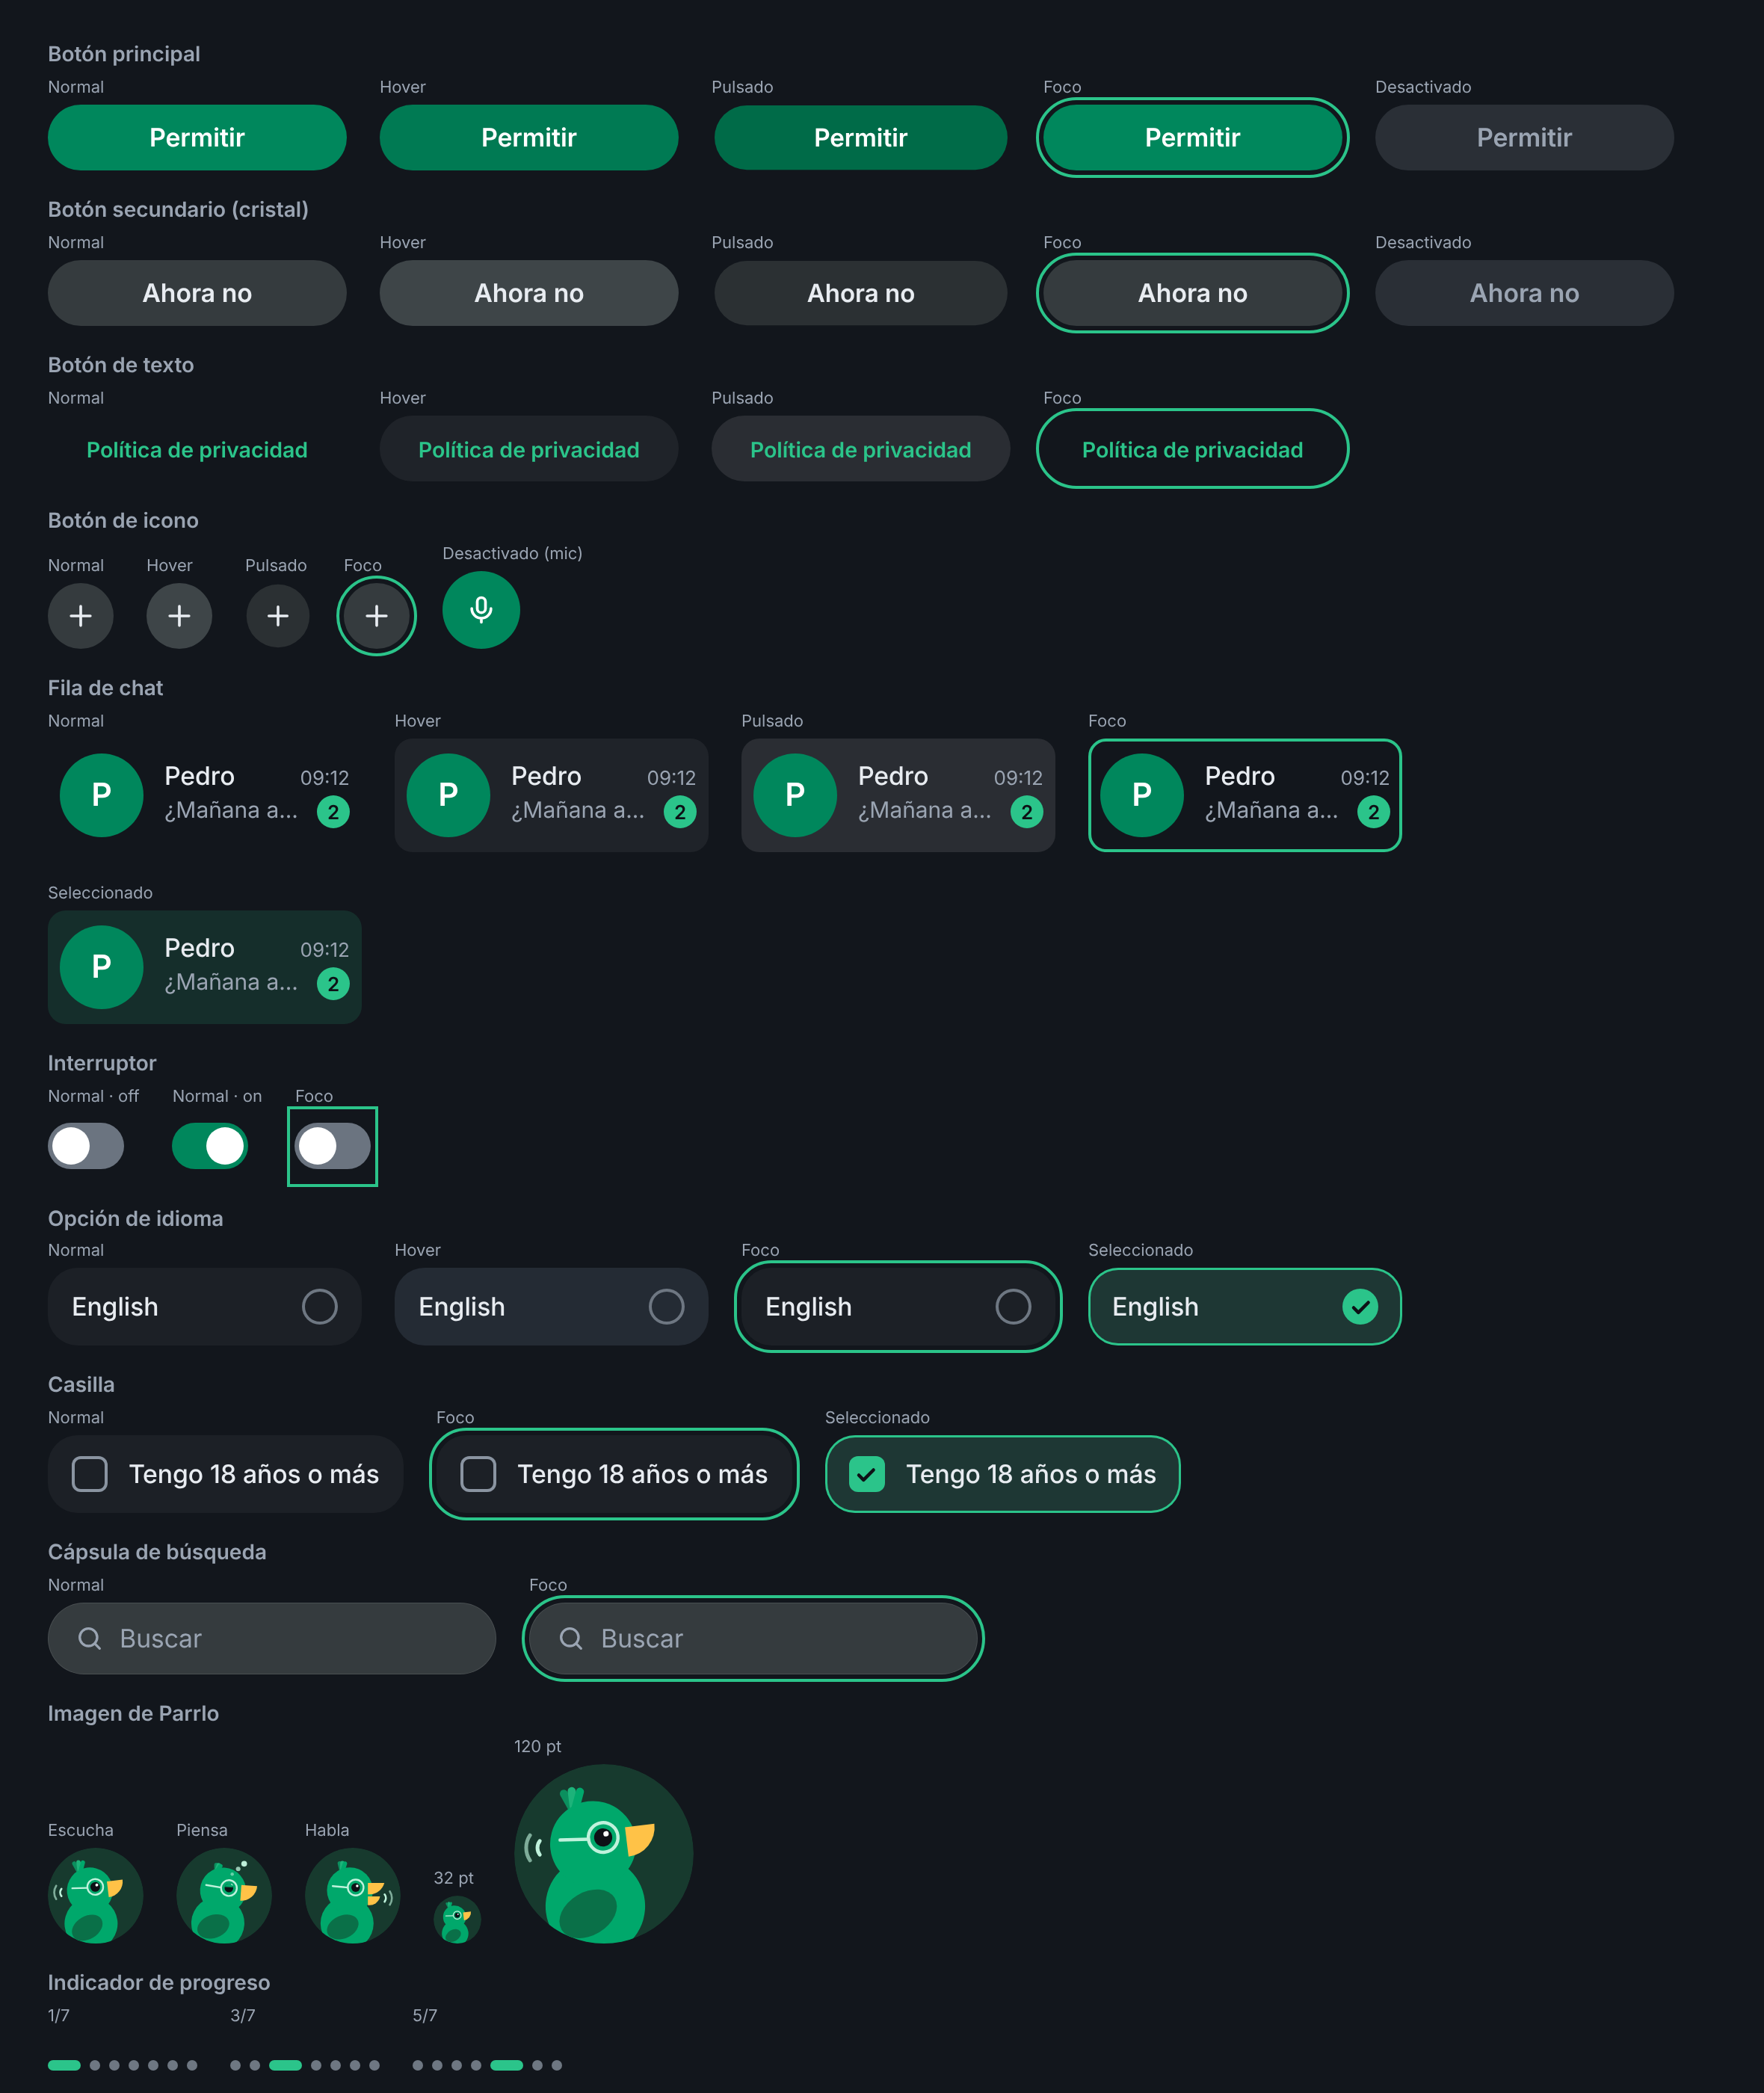 Botón principal
Normal Hover Pulsado Foco Desactivado
Permitir Permitir Permitir Permitir Permitir
Botón secundario (cristal)
Normal Hover Pulsado Foco Desactivado
Ahora no Ahora no Ahora no Ahora no Ahora no
Botón de texto
Normal Hover Pulsado Foco
Política de privacidad Política de privacidad Política de privacidad Política de privacidad
Botón de icono
Normal Hover Pulsado Foco Desactivado (mic)
Fila de chat
Normal Hover Pulsado Foco
P Pedro 09:12 P Pedro 09:12 P Pedro 09:12 P Pedro 09:12
¿Mañana a... 2 ¿Mañana a... 2 ¿Mañana a... 2 ¿Mañana a... 2
Seleccionado
P Pedro 09:12
¿Mañana a... 2
Interruptor
Normal · off Normal · on Foco
Opción de idioma
Normal Hover Foco Seleccionado
English English English English
Casilla
Normal Foco Seleccionado
Tengo 18 años o más Tengo 18 años o más Tengo 18 años o más
Cápsula de búsqueda
Normal Foco
Buscar Buscar
Imagen de Parrlo
120 pt
Escucha Piensa Habla
32 pt
Indicador de progreso
1/7 3/7 5/7